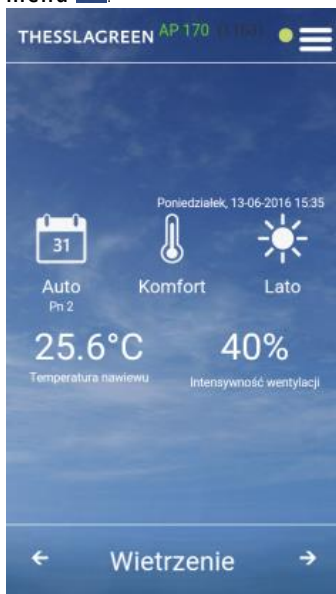 menu
THESSLAGREEN AP 170
Poniedziałek, 13-06-2016 15:35
31
Auto Komfort Lato
Pn 2
25.6°C 40%
Temperatura nawiewu Intensywność wentylacji
Wietrzenie